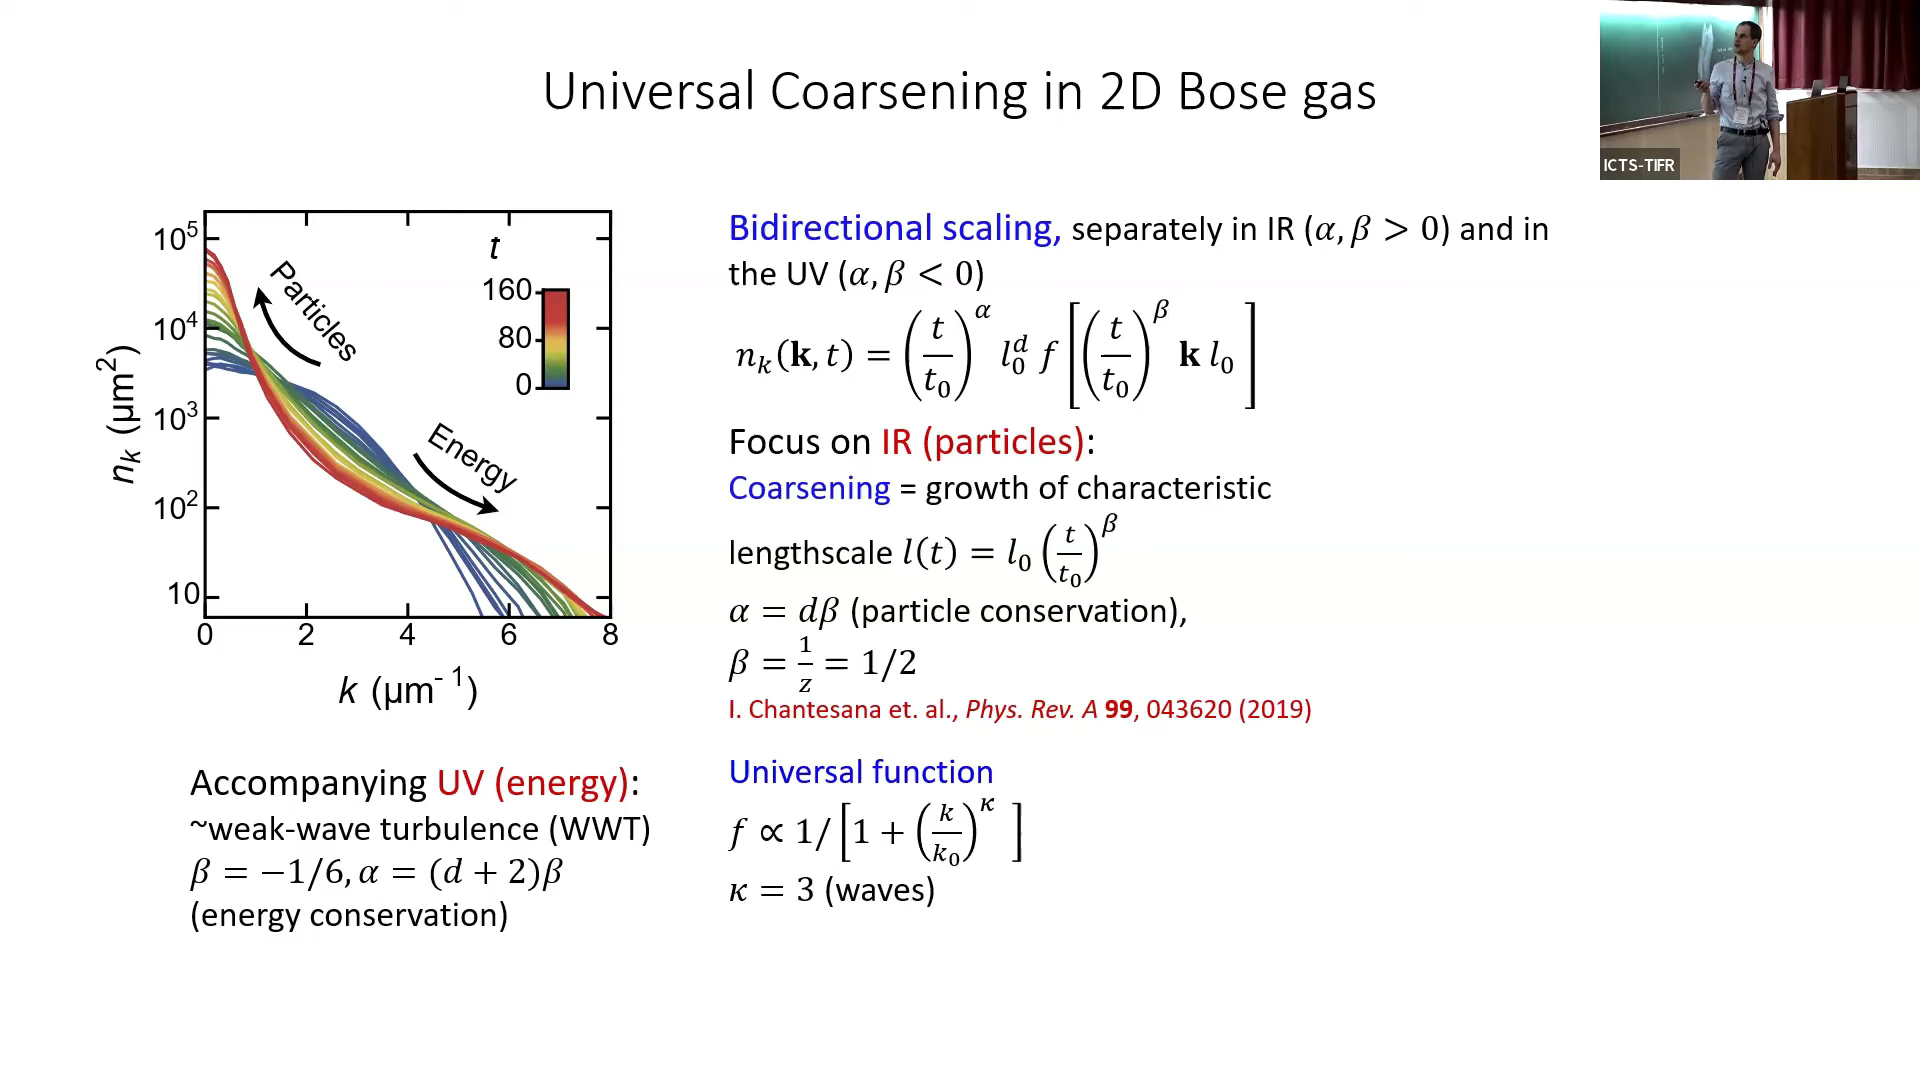 Universal Coarsening in 2D Bose gas
ICTS-TIFR
10⁵
10⁴
10³
10²
10
nₖ (μm²)
Particles
Energy
t
160
80
0
0 2 4 6 8
k (μm⁻¹)
Accompanying UV (energy):
~weak-wave turbulence (WWT)
β = −1/6, α = (d + 2)β
(energy conservation)
Bidirectional scaling, separately in IR (α, β > 0) and in
the UV (α, β < 0)
nₖ(𝐤, t) = (t/t₀)^α l₀^d f[(t/t₀)^β 𝐤 l₀]
Focus on IR (particles):
Coarsening = growth of characteristic
lengthscale l(t) = l₀ (t/t₀)^β
α = dβ (particle conservation),
β = 1/z = 1/2
I. Chantesana et. al., Phys. Rev. A 99, 043620 (2019)
Universal function
f ∝ 1/[1 + (k/k₀)^κ ]
κ = 3 (waves)